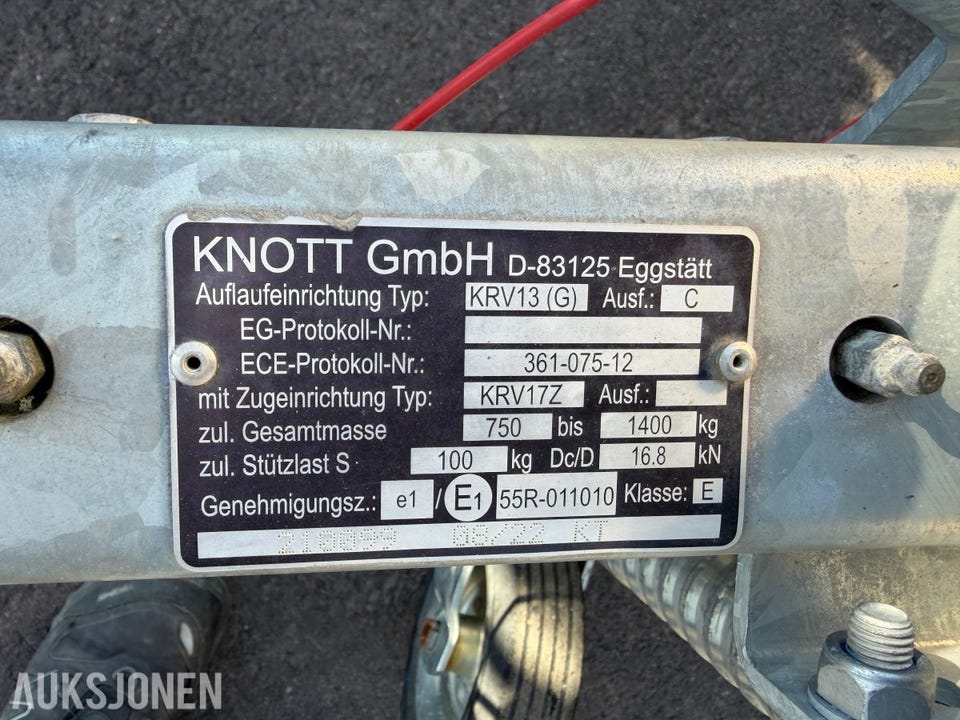 KNOTT GmbH D-83125 Eggstätt
Auflaufeinrichtung Typ: KRV13 (G) Ausf.: C
EG-Protokoll-Nr.:
ECE-Protokoll-Nr.: 361-075-12
mit Zugeinrichtung Typ: KRV17Z Ausf.:
zul. Gesamtmasse 750 bis 1400 kg
zul. Stützlast S 100 kg Dc/D 16.8 kN
Genehmigungsz.: e1 / E1 55R-011010 Klasse: E
210099 08/22 KT
AUKSJONEN